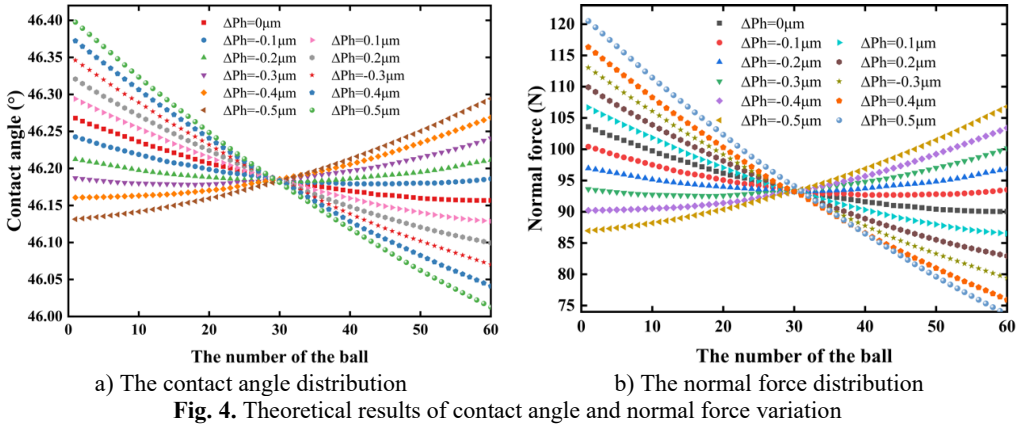 46.40
46.35
46.30
46.25
46.20
46.15
46.10
46.05
46.00
Contact angle (°)
ΔPh=0μm
ΔPh=-0.1μm ΔPh=0.1μm
ΔPh=-0.2μm ΔPh=0.2μm
ΔPh=-0.3μm ΔPh=-0.3μm
ΔPh=-0.4μm ΔPh=0.4μm
ΔPh=-0.5μm ΔPh=0.5μm
0 10 20 30 40 50 60
The number of the ball
a) The contact angle distribution
120
115
110
105
100
95
90
85
80
75
Normal force (N)
ΔPh=0μm
ΔPh=-0.1μm ΔPh=0.1μm
ΔPh=-0.2μm ΔPh=0.2μm
ΔPh=-0.3μm ΔPh=-0.3μm
ΔPh=-0.4μm ΔPh=0.4μm
ΔPh=-0.5μm ΔPh=0.5μm
0 10 20 30 40 50 60
The number of the ball
b) The normal force distribution
Fig. 4. Theoretical results of contact angle and normal force variation